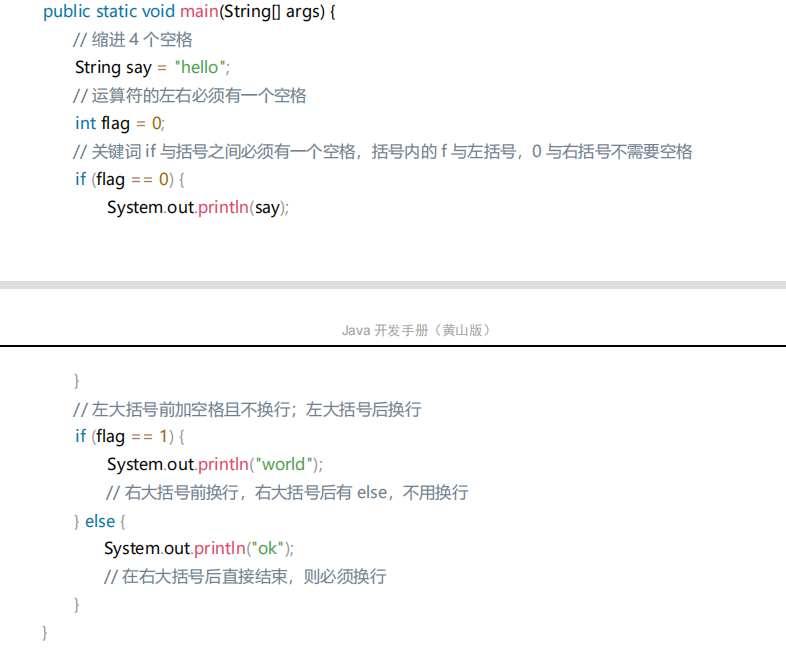 public static void main(String[] args) {
// 缩进 4 个空格
String say = "hello";
// 运算符的左右必须有一个空格
int flag = 0;
// 关键词 if 与括号之间必须有一个空格，括号内的 f 与左括号，0 与右括号不需要空格
if (flag == 0) {
System.out.println(say);
Java 开发手册（黄山版）
}
// 左大括号前加空格且不换行；左大括号后换行
if (flag == 1) {
System.out.println("world");
// 右大括号前换行，右大括号后有 else，不用换行
} else {
System.out.println("ok");
// 在右大括号后直接结束，则必须换行
}
}